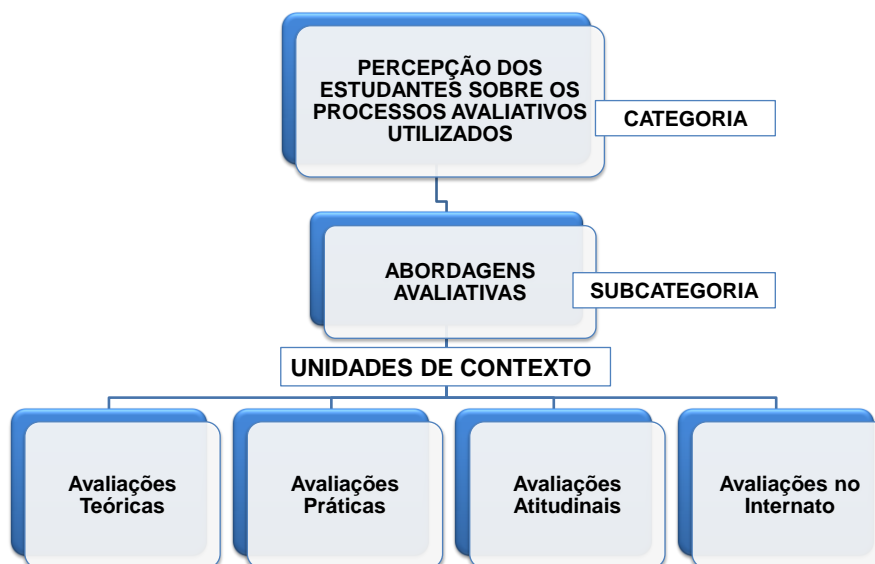 PERCEPÇÃO DOS
ESTUDANTES SOBRE OS
PROCESSOS AVALIATIVOS
UTILIZADOS
CATEGORIA
ABORDAGENS
AVALIATIVAS
SUBCATEGORIA
UNIDADES DE CONTEXTO
Avaliações
Teóricas
Avaliações
Práticas
Avaliações
Atitudinais
Avaliações no
Internato